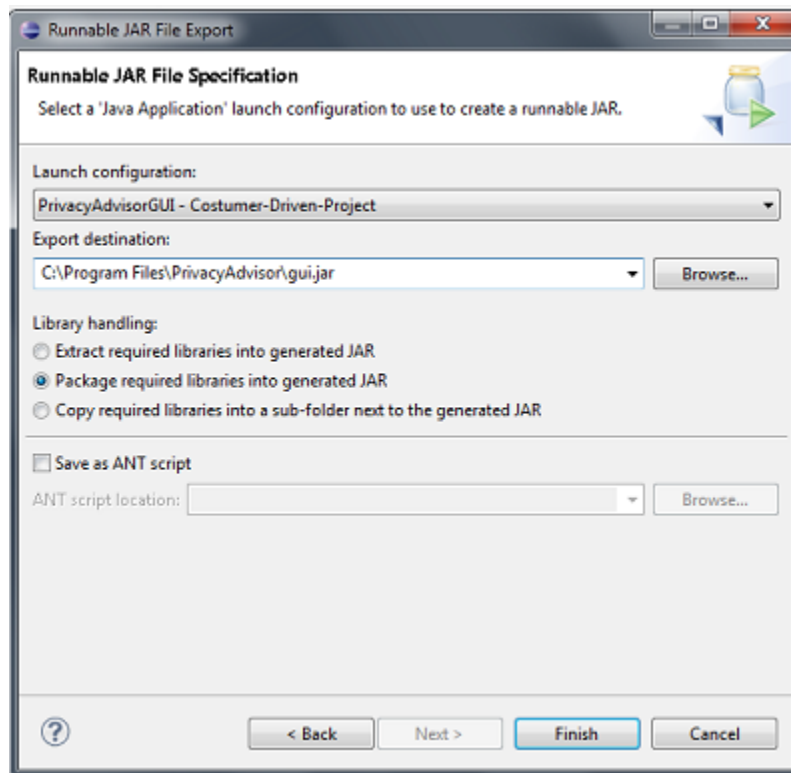 Runnable JAR File Export
Runnable JAR File Specification
Select a 'Java Application' launch configuration to use to create a runnable JAR.
Launch configuration:
PrivacyAdvisorGUI - Costumer-Driven-Project
Export destination:
C:\Program Files\PrivacyAdvisor\gui.jar
Browse...
Library handling:
Extract required libraries into generated JAR
Package required libraries into generated JAR
Copy required libraries into a sub-folder next to the generated JAR
Save as ANT script
ANT script location:
Browse...
?
< Back
Next >
Finish
Cancel